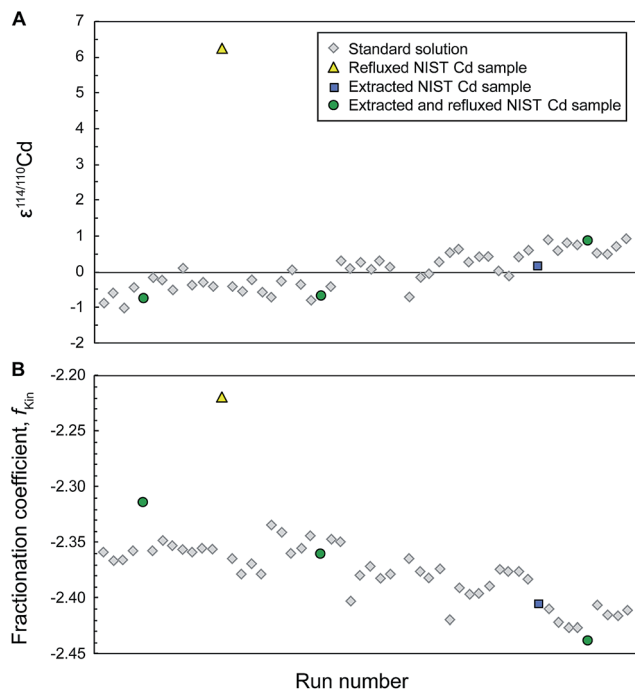 A
7
6
5
4
3
2
1
0
-1
-2
ε114/110Cd
Standard solution
Refluxed NIST Cd sample
Extracted NIST Cd sample
Extracted and refluxed NIST Cd sample
B
-2.20
-2.25
-2.30
-2.35
-2.40
-2.45
Fractionation coefficient, fKin
Run number